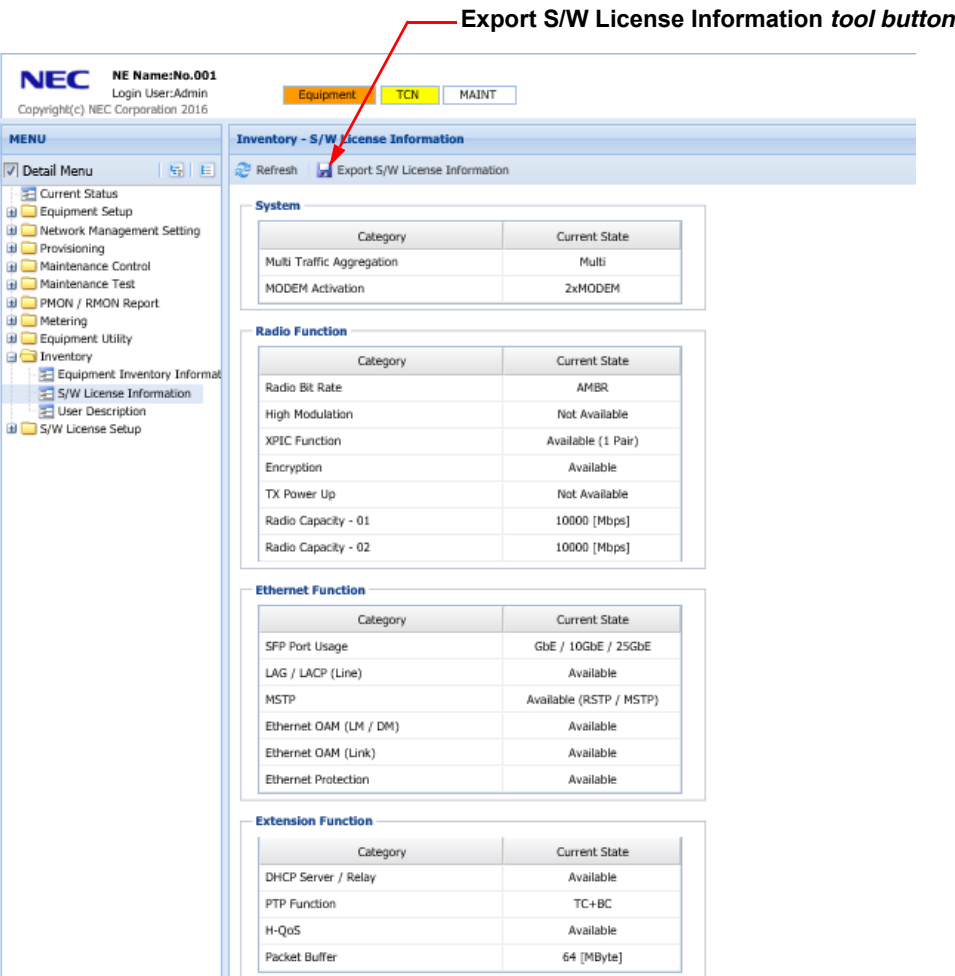 Export S/W License Information tool button
NEC NE Name:No.001
Login User:Admin
Copyright(c) NEC Corporation 2016
Equipment TCN MAINT
MENU
Detail Menu
Current Status
Equipment Setup
Network Management Setting
Provisioning
Maintenance Control
Maintenance Test
PMON / RMON Report
Metering
Equipment Utility
Inventory
Equipment Inventory Informat
S/W License Information
User Description
S/W License Setup
Inventory - S/W License Information
Refresh Export S/W License Information
System
Category Current State
Multi Traffic Aggregation Multi
MODEM Activation 2xMODEM
Radio Function
Category Current State
Radio Bit Rate AMBR
High Modulation Not Available
XPIC Function Available (1 Pair)
Encryption Available
TX Power Up Not Available
Radio Capacity - 01 10000 [Mbps]
Radio Capacity - 02 10000 [Mbps]
Ethernet Function
Category Current State
SFP Port Usage GbE / 10GbE / 25GbE
LAG / LACP (Line) Available
MSTP Available (RSTP / MSTP)
Ethernet OAM (LM / DM) Available
Ethernet OAM (Link) Available
Ethernet Protection Available
Extension Function
Category Current State
DHCP Server / Relay Available
PTP Function TC+BC
H-QoS Available
Packet Buffer 64 [MByte]